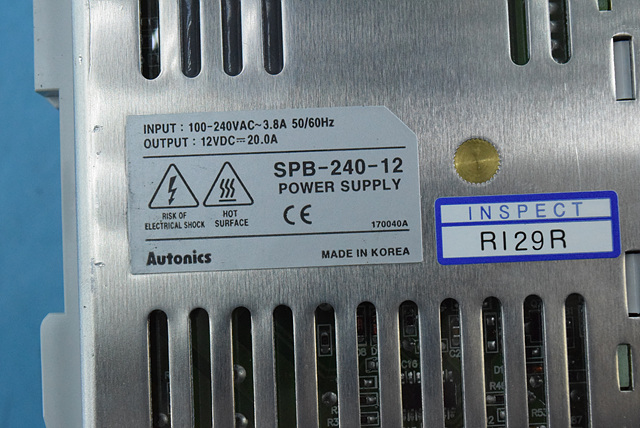 INPUT : 100-240VAC~3.8A 50/60Hz
OUTPUT : 12VDC⎓20.0A
SPB-240-12
POWER SUPPLY
RISK OF
ELECTRICAL SHOCK
HOT
SURFACE
CE
170040A
Autonics
MADE IN KOREA
INSPECT
RI29R
C16